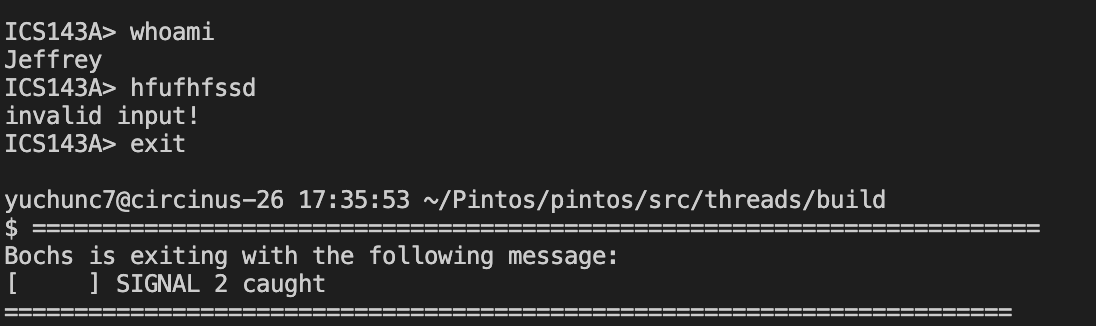 ICS143A> whoami
Jeffrey
ICS143A> hfufhfssd
invalid input!
ICS143A> exit
yuchunc7@circinus-26 17:35:53 ~/Pintos/pintos/src/threads/build
$ ========================================================================
Bochs is exiting with the following message:
[     ] SIGNAL 2 caught
========================================================================